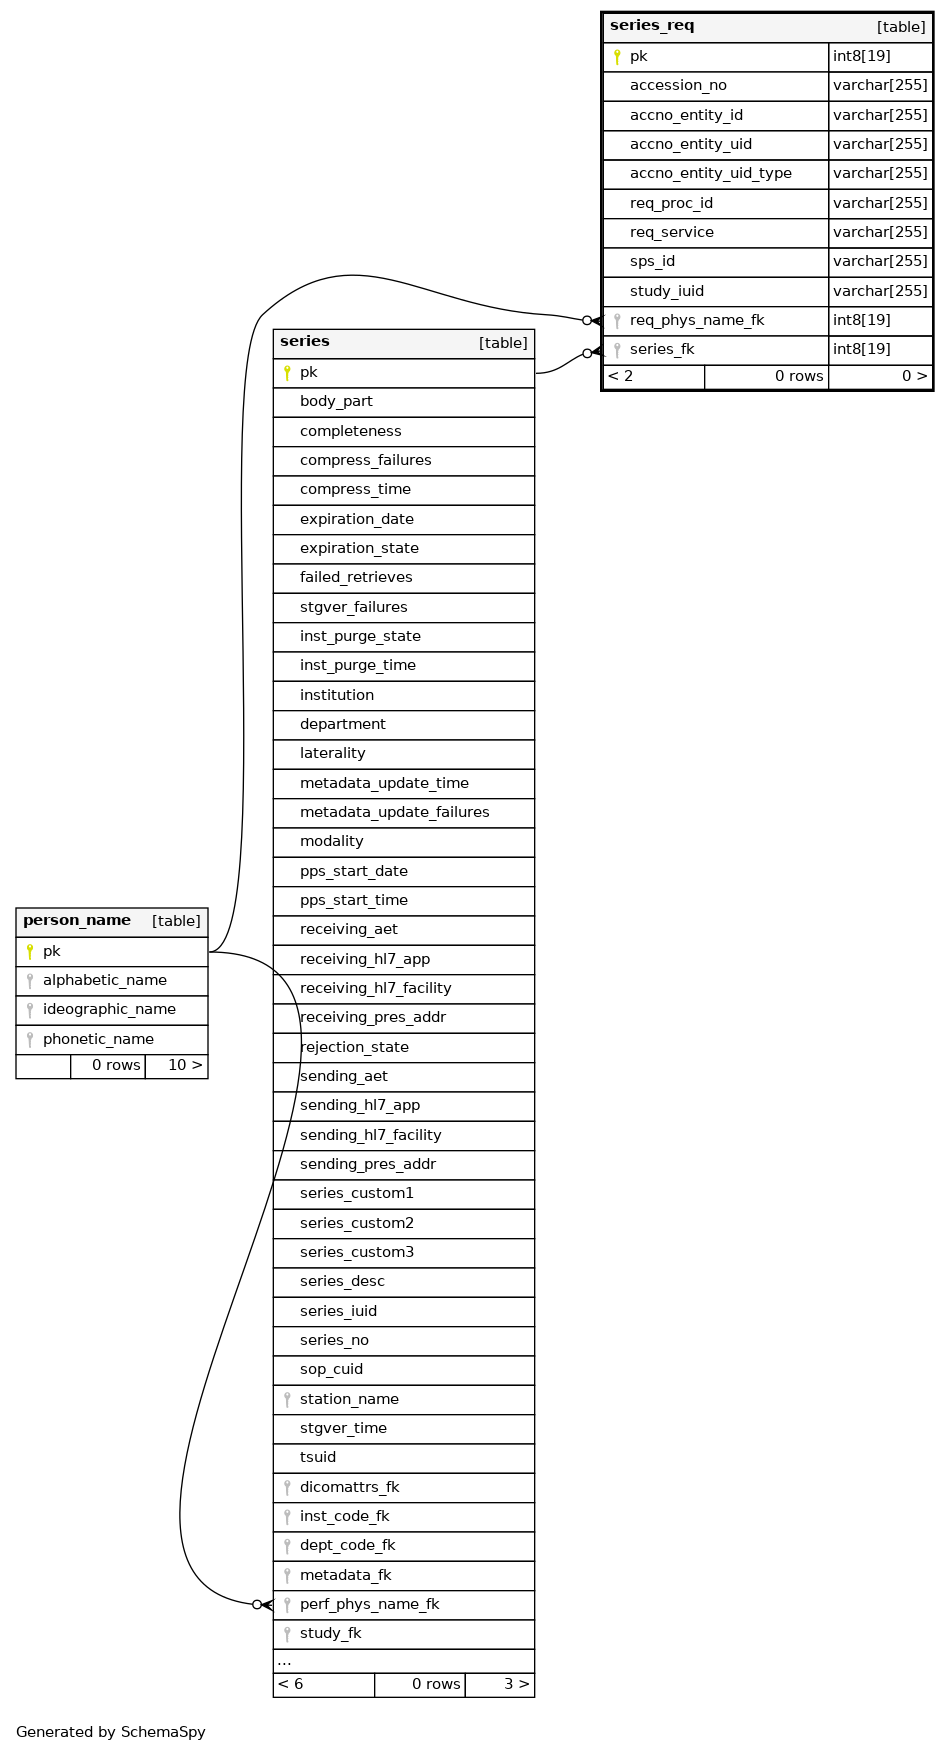 series_req [table]
pk int8[19]
accession_no varchar[255]
accno_entity_id varchar[255]
accno_entity_uid varchar[255]
accno_entity_uid_type varchar[255]
req_proc_id varchar[255]
req_service varchar[255]
sps_id varchar[255]
study_iuid varchar[255]
req_phys_name_fk int8[19]
series_fk int8[19]
< 2 0 rows 0 >
series [table]
pk
body_part
completeness
compress_failures
compress_time
expiration_date
expiration_state
failed_retrieves
stgver_failures
inst_purge_state
inst_purge_time
institution
department
laterality
metadata_update_time
metadata_update_failures
modality
pps_start_date
pps_start_time
receiving_aet
receiving_hl7_app
receiving_hl7_facility
receiving_pres_addr
rejection_state
sending_aet
sending_hl7_app
sending_hl7_facility
sending_pres_addr
series_custom1
series_custom2
series_custom3
series_desc
series_iuid
series_no
sop_cuid
station_name
stgver_time
tsuid
dicomattrs_fk
inst_code_fk
dept_code_fk
metadata_fk
perf_phys_name_fk
study_fk
...
< 6 0 rows 3 >
person_name [table]
pk
alphabetic_name
ideographic_name
phonetic_name
0 rows 10 >
Generated by SchemaSpy